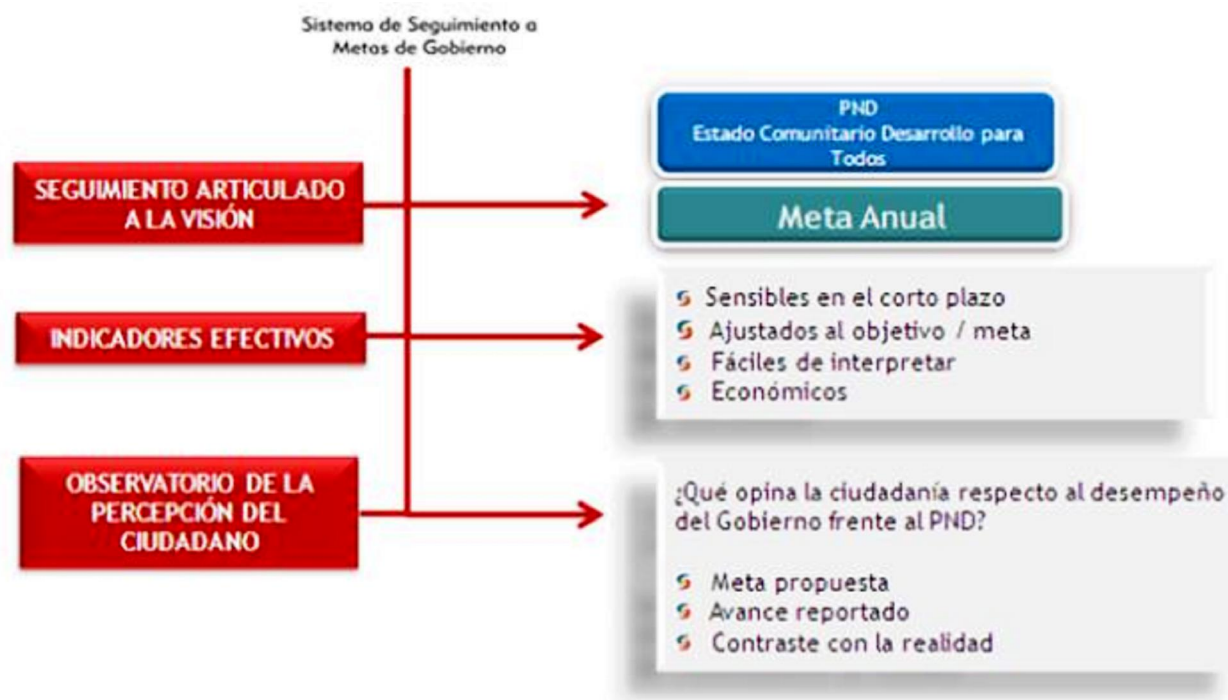 Sistema de Seguimiento a
Metas de Gobierno
PND
Estado Comunitario Desarrollo para
Todos
SEGUIMIENTO ARTICULADO
A LA VISIÓN
Meta Anual
INDICADORES EFECTIVOS
Sensibles en el corto plazo
Ajustados al objetivo / meta
Fáciles de interpretar
Económicos
OBSERVATORIO DE LA
PERCEPCIÓN DEL
CIUDADANO
¿Qué opina la ciudadanía respecto al desempeño
del Gobierno frente al PND?
Meta propuesta
Avance reportado
Contraste con la realidad